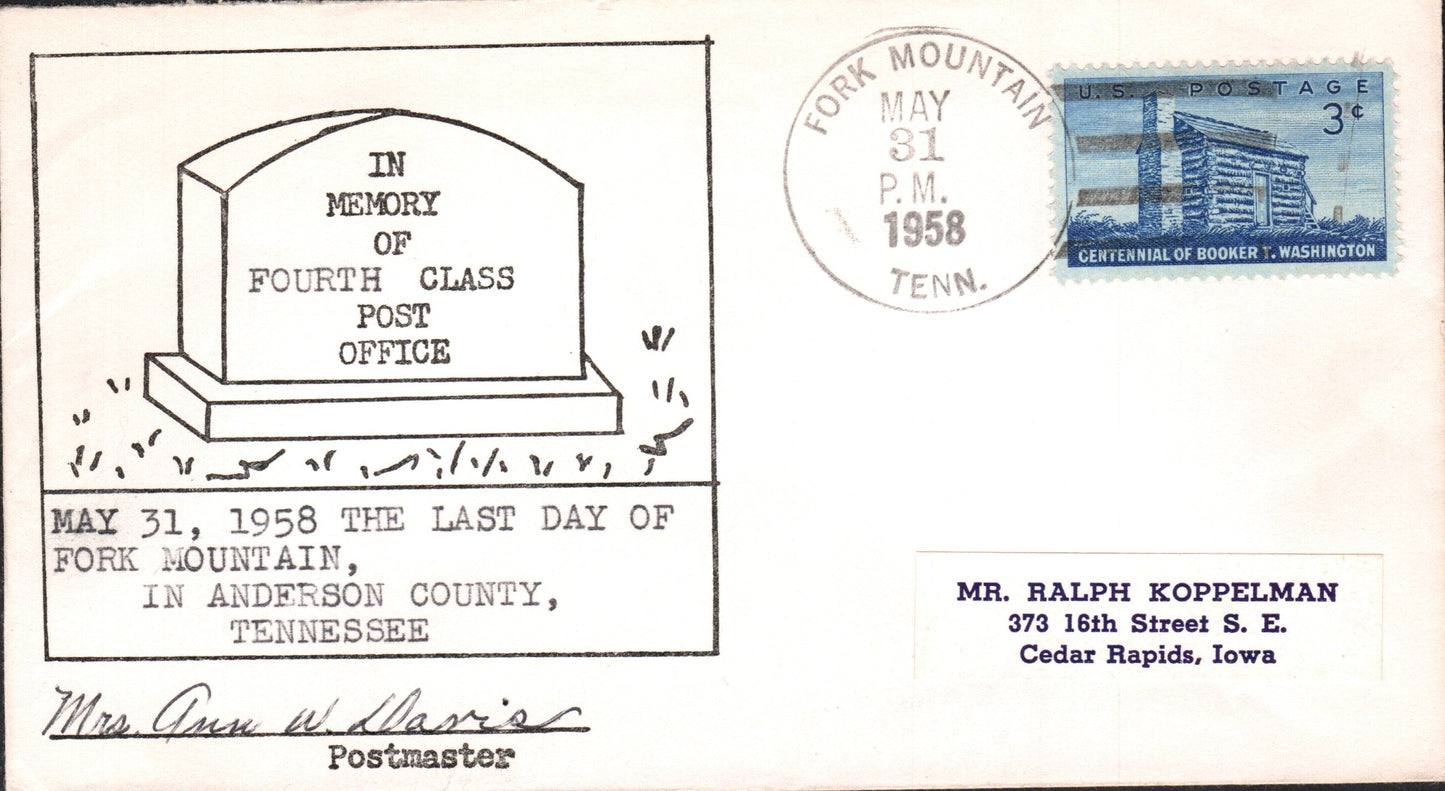 IN
MEMORY
OF
FOURTH CLASS
POST
OFFICE
MAY 31, 1958 THE LAST DAY OF
FORK MOUNTAIN,
IN ANDERSON COUNTY,
TENNESSEE
Mrs. Ann W. Davis
Postmaster
FORK MOUNTAIN
MAY
31
P.M.
1958
TENN.
U.S. POSTAGE
3¢
CENTENNIAL OF BOOKER T. WASHINGTON
MR. RALPH KOPPELMAN
373 16th Street S. E.
Cedar Rapids, Iowa